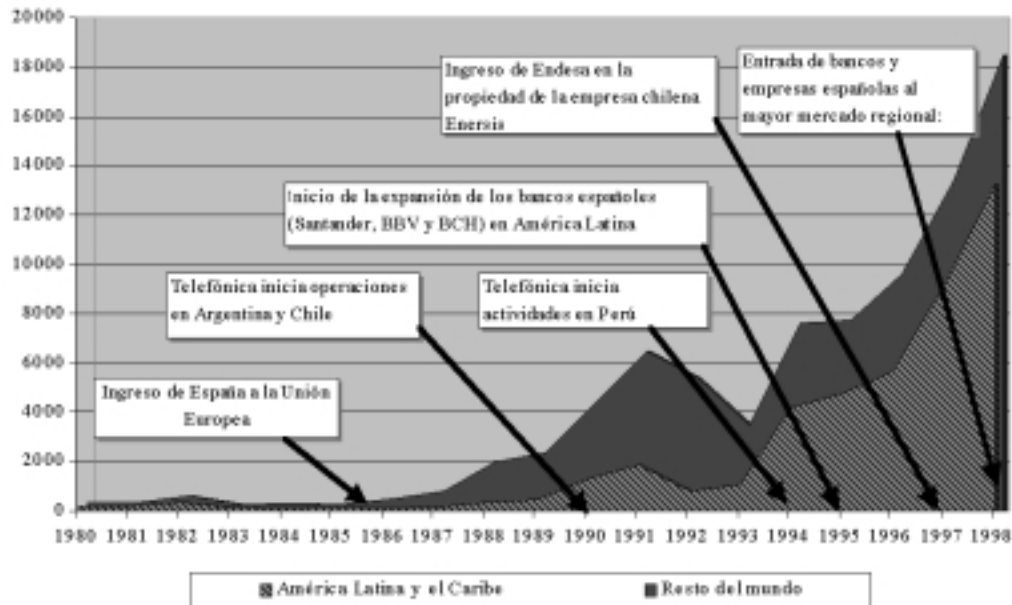 20000
18000
16000
14000
12000
10000
8000
6000
4000
2000
0
Ingreso de Endesa en la
propiedad de la empresa chilena
Enersis
Entrada de bancos y
empresas españolas al
mayor mercado regional:
Inicio de la expansión de los bancos españoles
(Santander, BBV y BCH) en América Latina
Telefónica inicia operaciones
en Argentina y Chile
Telefónica inicia
actividades en Perú
Ingreso de España a la Unión
Europea
1980 1981 1982 1983 1984 1985 1986 1987 1988 1989 1990 1991 1992 1993 1994 1995 1996 1997 1998
América Latina y el Caribe Resto del mundo